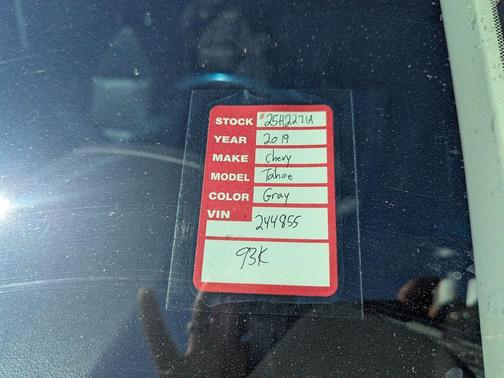 STOCK #25H2271A
YEAR 2019
MAKE Chevy
MODEL Tahoe
COLOR Gray
VIN 244855
93K